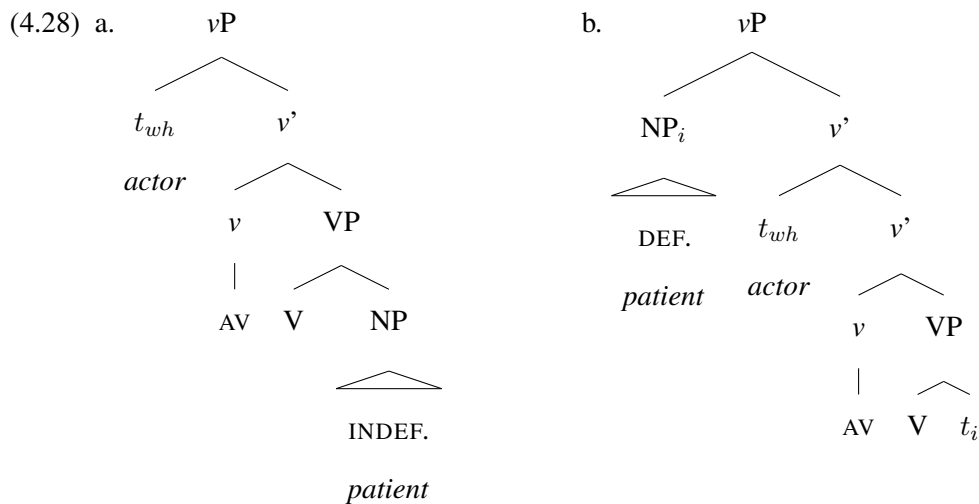 (4.28) a. vP b. vP
t_wh v’ NP_i v’
actor
v VP DEF. t_wh v’
patient actor
AV V NP v VP
INDEF. AV V t_i
patient